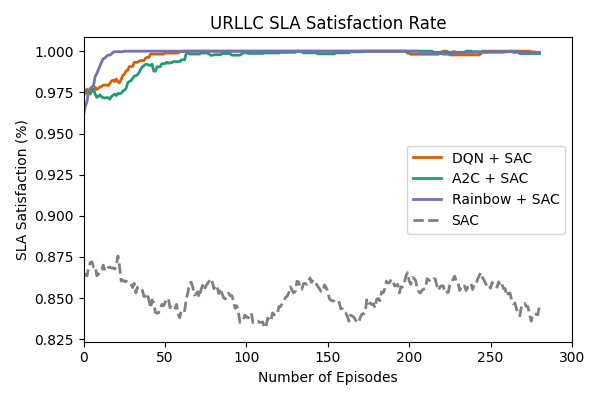 URLLC SLA Satisfaction Rate
SLA Satisfaction (%)
1.000
0.975
0.950
0.925
0.900
0.875
0.850
0.825
DQN + SAC
A2C + SAC
Rainbow + SAC
SAC
0 50 100 150 200 250 300
Number of Episodes